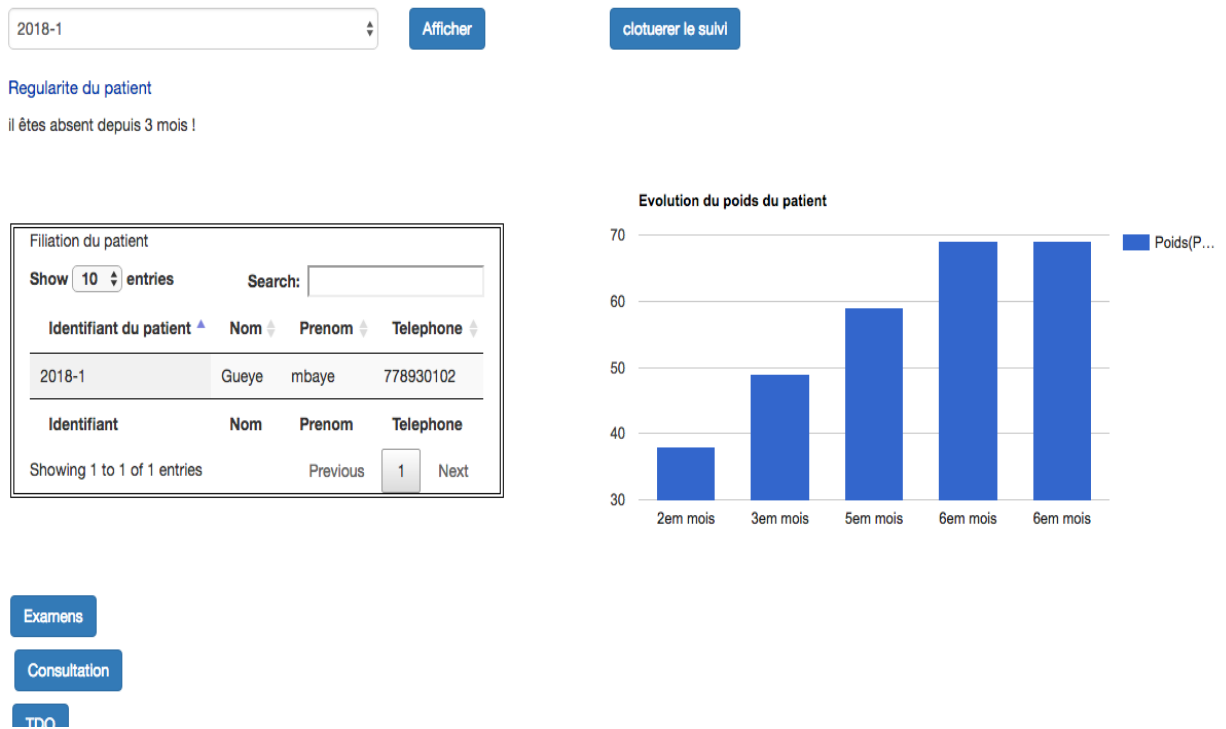 2018-1 Afficher clotuerer le suivi
Regularite du patient
il êtes absent depuis 3 mois !
Filiation du patient
Show 10 entries Search:
Identifiant du patient Nom Prenom Telephone
2018-1 Gueye mbaye 778930102
Identifiant Nom Prenom Telephone
Showing 1 to 1 of 1 entries Previous 1 Next
Evolution du poids du patient
70
60
50
40
30
2em mois 3em mois 5em mois 6em mois 6em mois
Poids(P...
Examens
Consultation